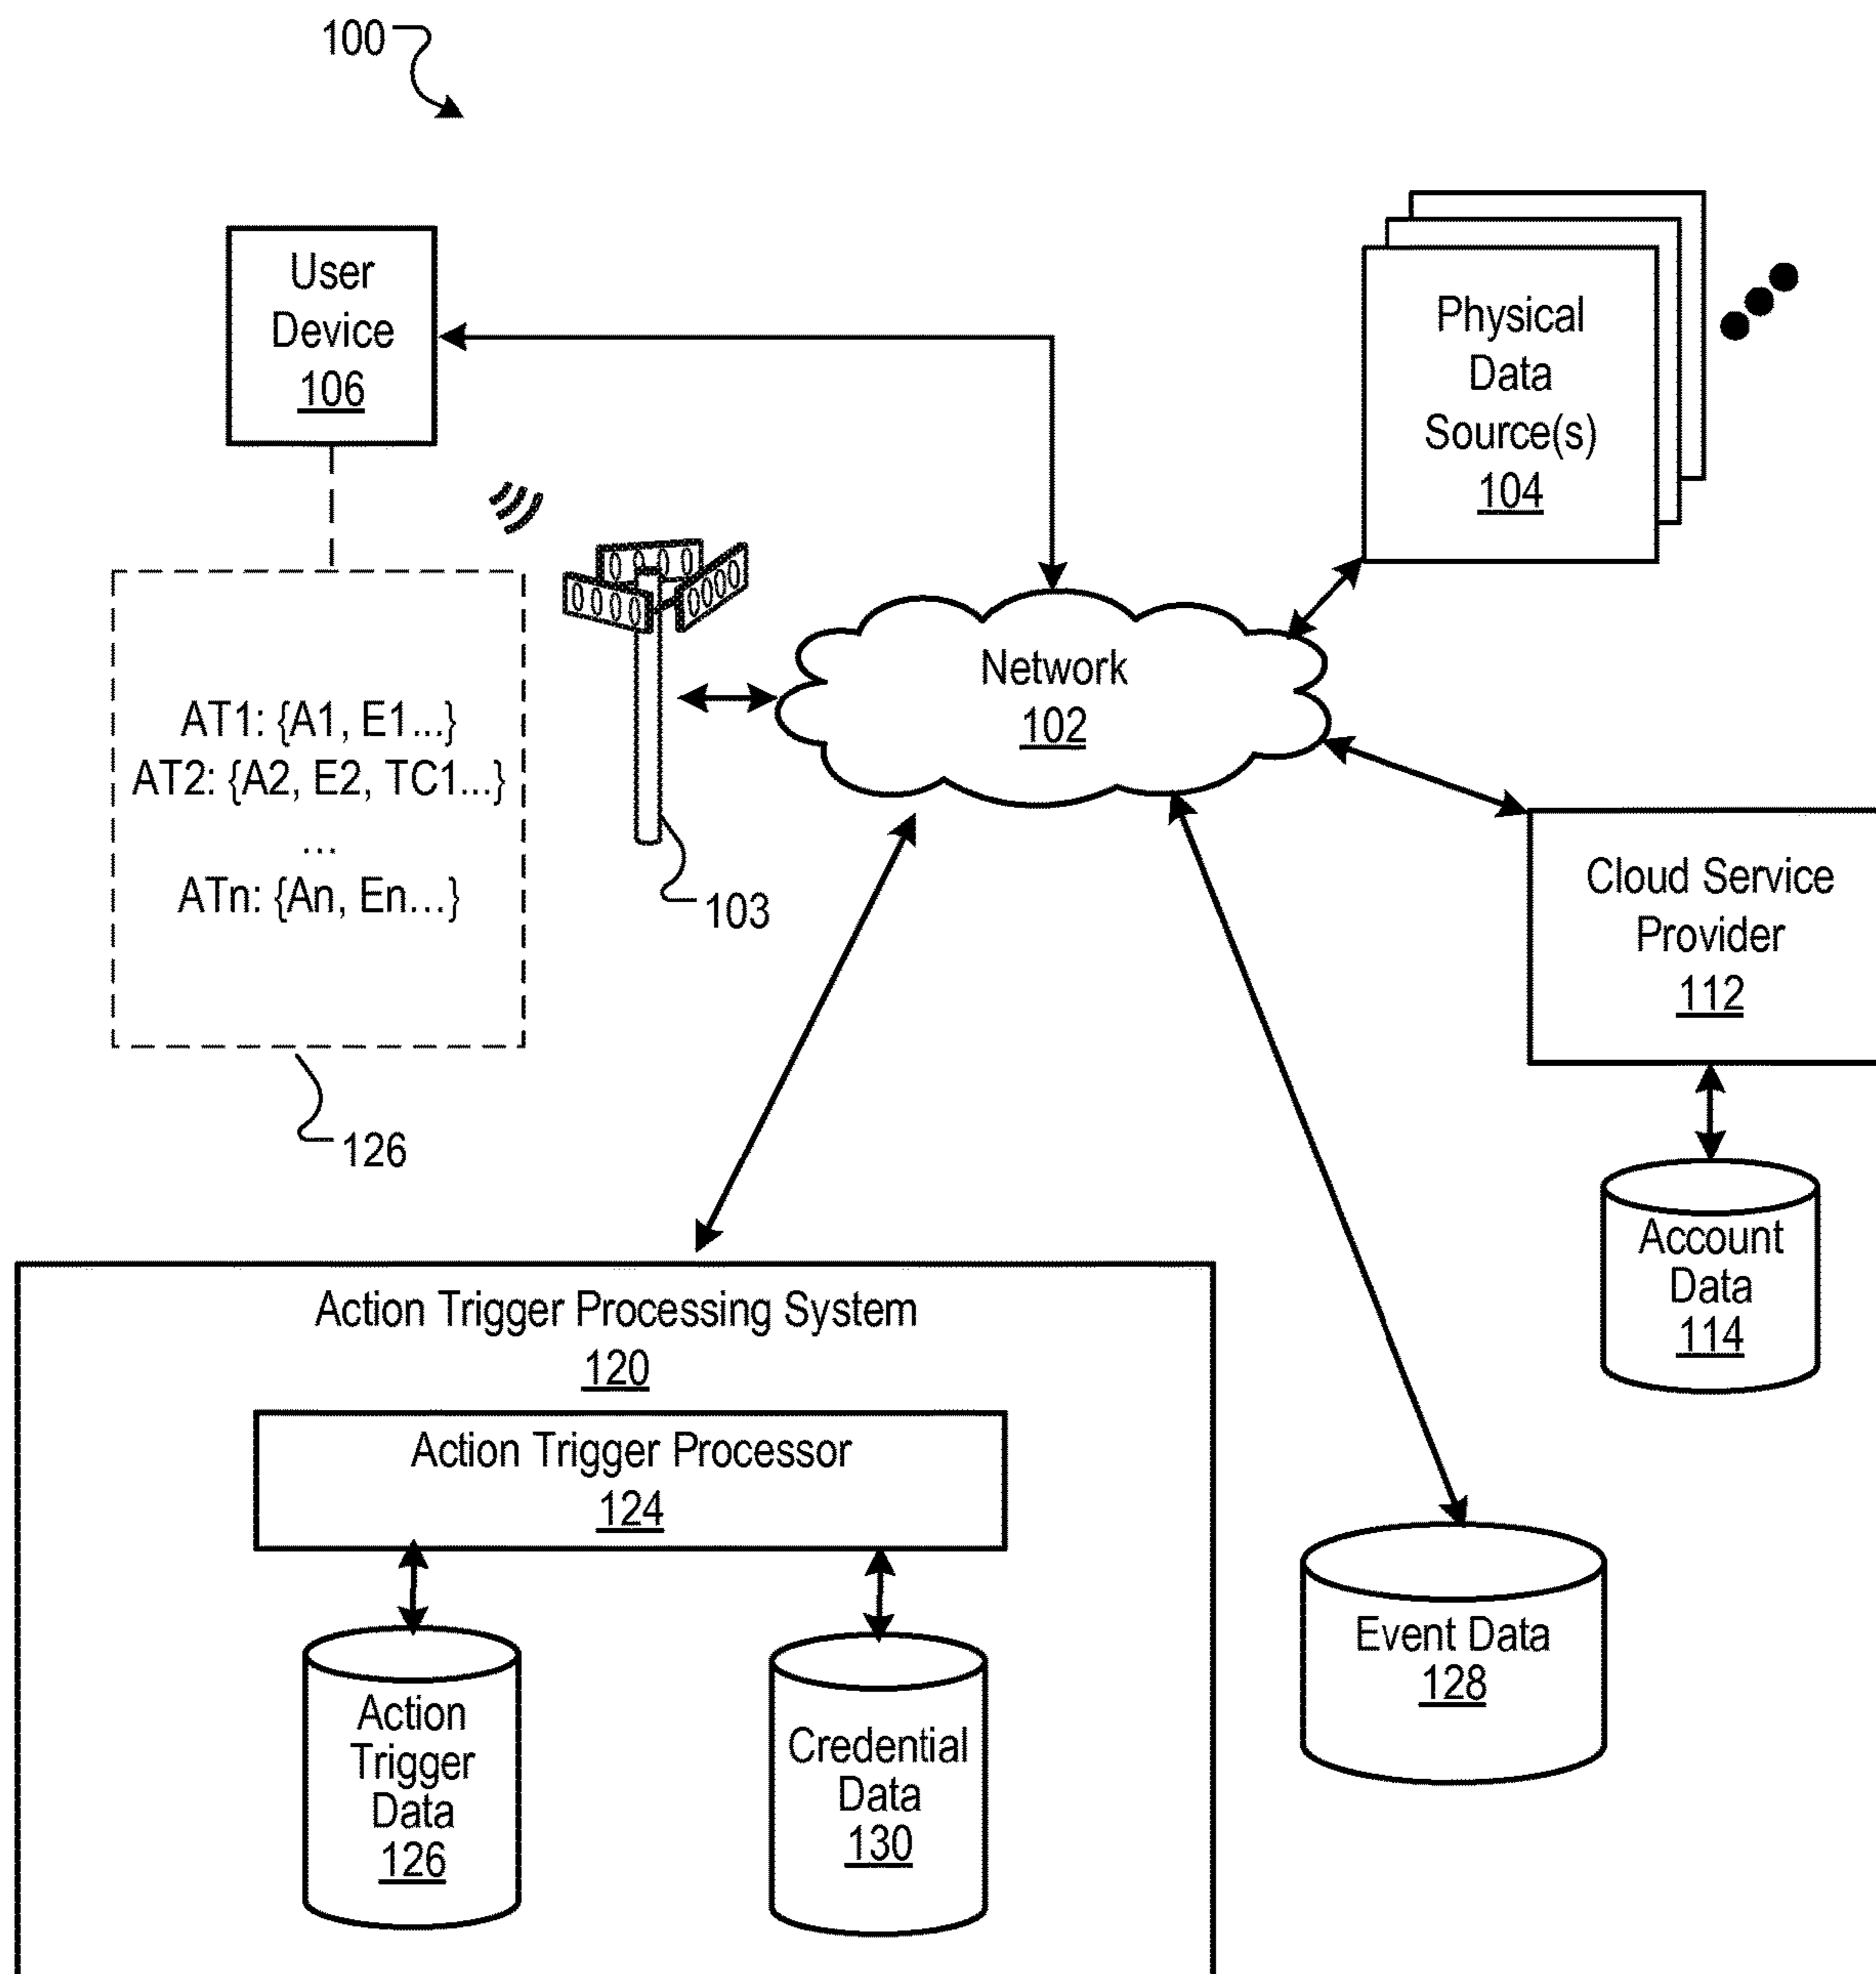 100
User
Device
106
Physical
Data
Source(s)
104
Network
102
AT1: {A1, E1...}
AT2: {A2, E2, TC1...}
...
ATn: {An, En...}
103
126
Cloud Service
Provider
112
Account
Data
114
Action Trigger Processing System
120
Action Trigger Processor
124
Action
Trigger
Data
126
Credential
Data
130
Event Data
128